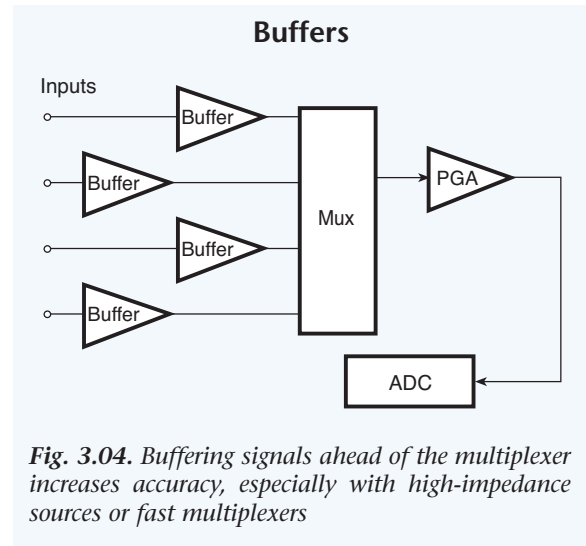 Buffers
Inputs
Buffer
Buffer
Buffer
Buffer
Mux
PGA
ADC
Fig. 3.04. Buffering signals ahead of the multiplexer
increases accuracy, especially with high-impedance
sources or fast multiplexers